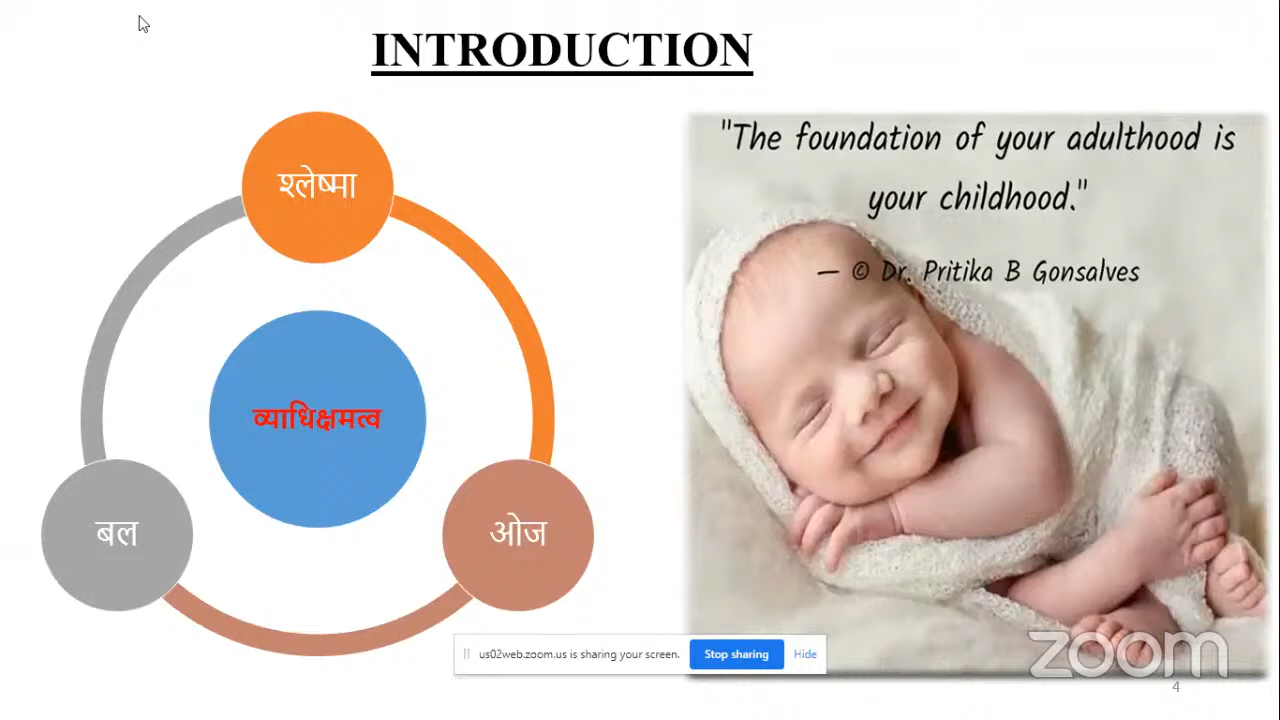 INTRODUCTION
श्लेष्मा
व्याधिक्षमत्व
बल
ओज
"The foundation of your adulthood is
your childhood."
— © Dr. Pritika B Gonsalves
us02web.zoom.us is sharing your screen.
Stop sharing
Hide
zoom
4